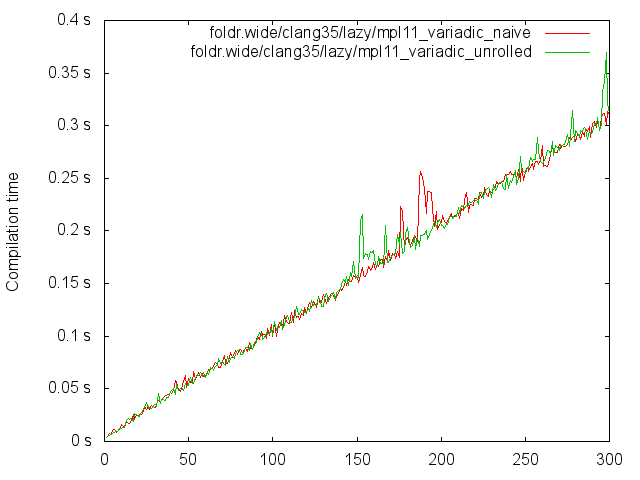 foldr.wide/clang35/lazy/mpl11_variadic_naive
foldr.wide/clang35/lazy/mpl11_variadic_unrolled
0.4 s
0.35 s
0.3 s
0.25 s
0.2 s
0.15 s
0.1 s
0.05 s
0 s
Compilation time
0 50 100 150 200 250 300